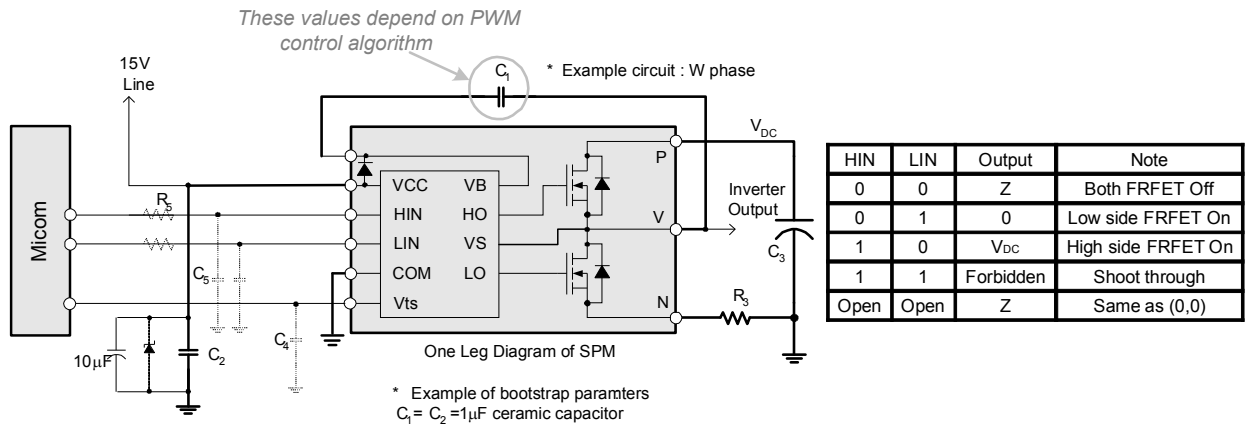 These values depend on PWM
control algorithm
15V
Line
C1
* Example circuit : W phase
VDC
P
Micom
R5
VCC
VB
HIN
HO
LIN
VS
COM
LO
Vts
V
Inverter
Output
C3
C5
C4
N
R3
10μF
C2
One Leg Diagram of SPM
* Example of bootstrap paramters
C1= C2 =1μF ceramic capacitor
HIN LIN Output Note
0 0 Z Both FRFET Off
0 1 0 Low side FRFET On
1 0 VDC High side FRFET On
1 1 Forbidden Shoot through
Open Open Z Same as (0,0)